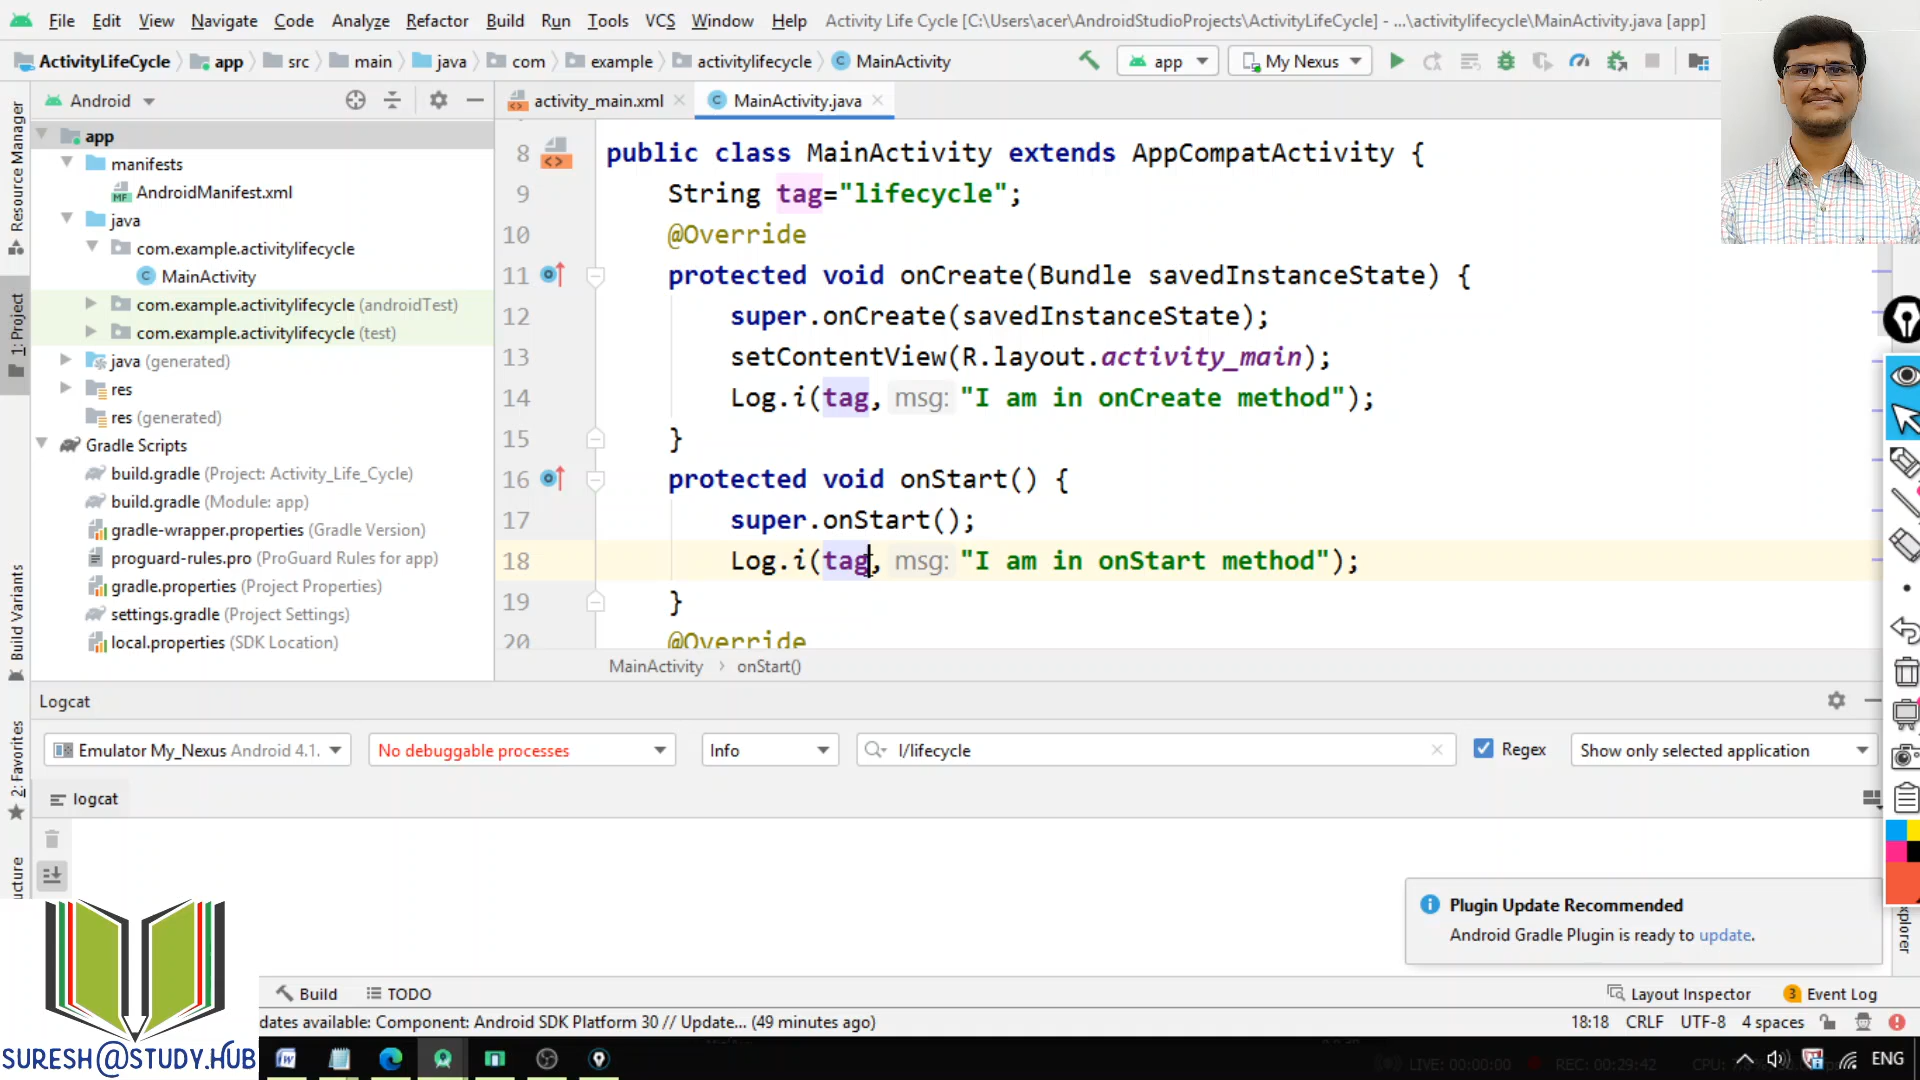 File Edit View Navigate Code Analyze Refactor Build Run Tools VCS Window Help Activity Life Cycle [C:\Users\acer\AndroidStudioProjects\ActivityLifeCycle] - ...\activitylifecycle\MainActivity.java [app]
ActivityLifeCycle app src main java com example activitylifecycle MainActivity app My Nexus
Android activity_main.xml MainActivity.java
Resource Manager
1: Project
Build Variants
2: Favorites
app
manifests
AndroidManifest.xml
java
com.example.activitylifecycle
MainActivity
com.example.activitylifecycle (androidTest)
com.example.activitylifecycle (test)
java (generated)
res
res (generated)
Gradle Scripts
build.gradle (Project: Activity_Life_Cycle)
build.gradle (Module: app)
gradle-wrapper.properties (Gradle Version)
proguard-rules.pro (ProGuard Rules for app)
gradle.properties (Project Properties)
settings.gradle (Project Settings)
local.properties (SDK Location)
8 public class MainActivity extends AppCompatActivity {
9 String tag="lifecycle";
10 @Override
11 protected void onCreate(Bundle savedInstanceState) {
12 super.onCreate(savedInstanceState);
13 setContentView(R.layout.activity_main);
14 Log.i(tag, msg: "I am in onCreate method");
15 }
16 protected void onStart() {
17 super.onStart();
18 Log.i(tag, msg: "I am in onStart method");
19 }
20 @Override
MainActivity onStart()
Logcat
Emulator My_Nexus Android 4.1. No debuggable processes Info I/lifecycle Regex Show only selected application
logcat
Plugin Update Recommended
Android Gradle Plugin is ready to update.
Build TODO Layout Inspector 3 Event Log
dates available: Component: Android SDK Platform 30 // Update... (49 minutes ago) 18:18 CRLF UTF-8 4 spaces
SURESH@STUDY.HUB
LIVE: 00:00:00 REC: 00:29:42 ENG